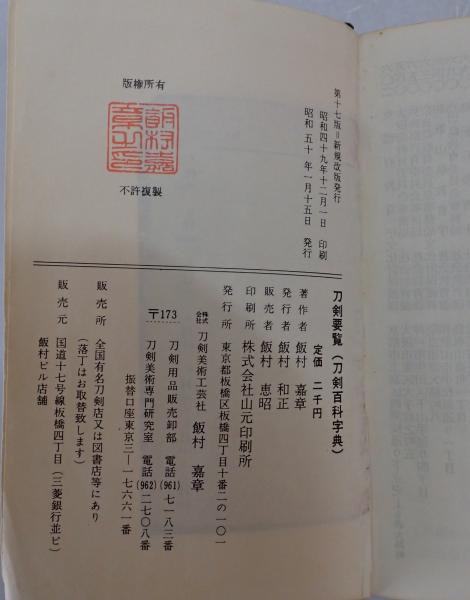 版権所有
飯村嘉章之印
不許複製
第十七版＝新規改版発行
昭和四十九年十二月一日 印刷
昭和五十年一月十五日 発行
刀剣要覧（刀剣百科字典）
定価 二千円
著作者 飯村嘉章
発行者 飯村和正
販売者 飯村恵昭
印刷所 株式会社山元印刷所
発行所 東京都板橋区板橋四丁目十番二の一〇一
株式会社 刀剣美術工芸社 飯村嘉章
〒173 刀剣用品販売卸部 電話(961)七一八三番
刀剣美術専門研究室 電話(962)二七〇八番
振替口座東京三―一七六六一番
販売所 全国有名刀剣店又は図書店等にあり
（落丁はお取替致します）
販売元 国道十七号線板橋四丁目（三菱銀行並ビ）
飯村ビル店舗